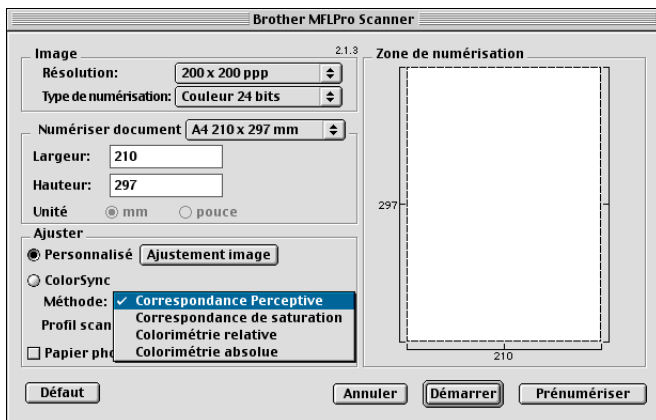 Brother MFLPro Scanner
Image
2.1.3
Résolution: 200 x 200 ppp
Type de numérisation: Couleur 24 bits
Numériser document A4 210 x 297 mm
Largeur: 210
Hauteur: 297
Unité mm pouce
Ajuster
Personnalisé Ajustement image
ColorSync
Méthode: ✓ Correspondance Perceptive
Correspondance de saturation
Colorimétrie relative
Colorimétrie absolue
Profil scan
Papier pho
Zone de numérisation
297
210
Défaut
Annuler
Démarrer
Prénumériser